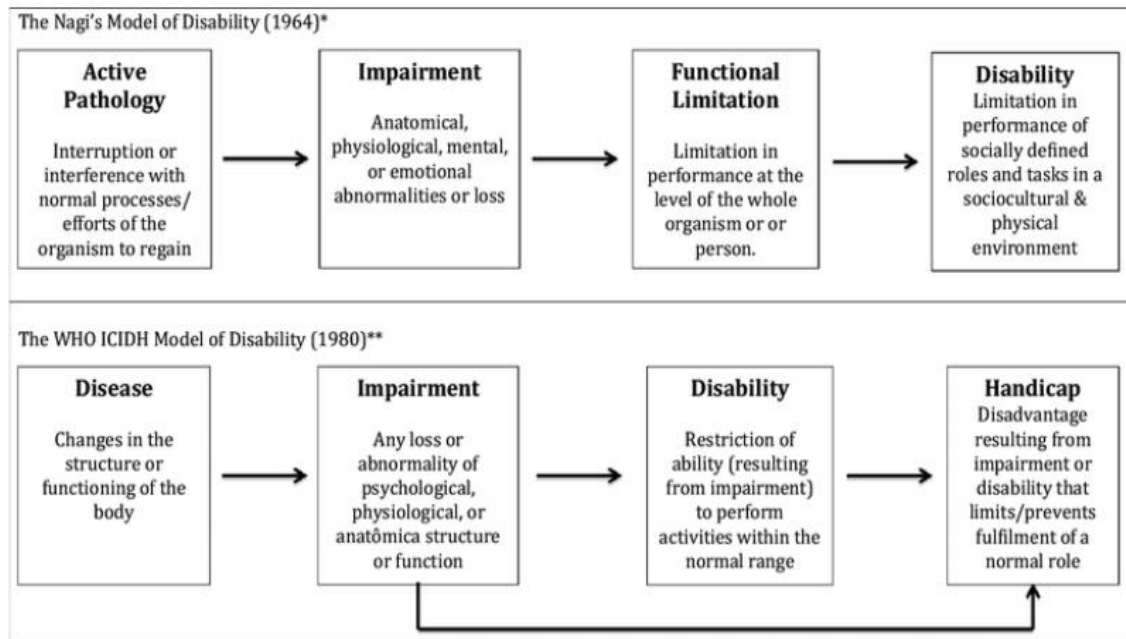 The Nagi's Model of Disability (1964)*
Active
Pathology
Interruption or
interference with
normal processes/
efforts of the
organism to regain
Impairment
Anatomical,
physiological, mental,
or emotional
abnormalities or loss
Functional
Limitation
Limitation in
performance at the
level of the whole
organism or or
person.
Disability
Limitation in
performance of
socially defined
roles and tasks in a
sociocultural &
physical
environment
The WHO ICIDH Model of Disability (1980)**
Disease
Changes in the
structure or
functioning of the
body
Impairment
Any loss or
abnormality of
psychological,
physiological, or
anatômica structure
or function
Disability
Restriction of
ability (resulting
from impairment)
to perform
activities within the
normal range
Handicap
Disadvantage
resulting from
impairment or
disability that
limits/prevents
fulfilment of a
normal role